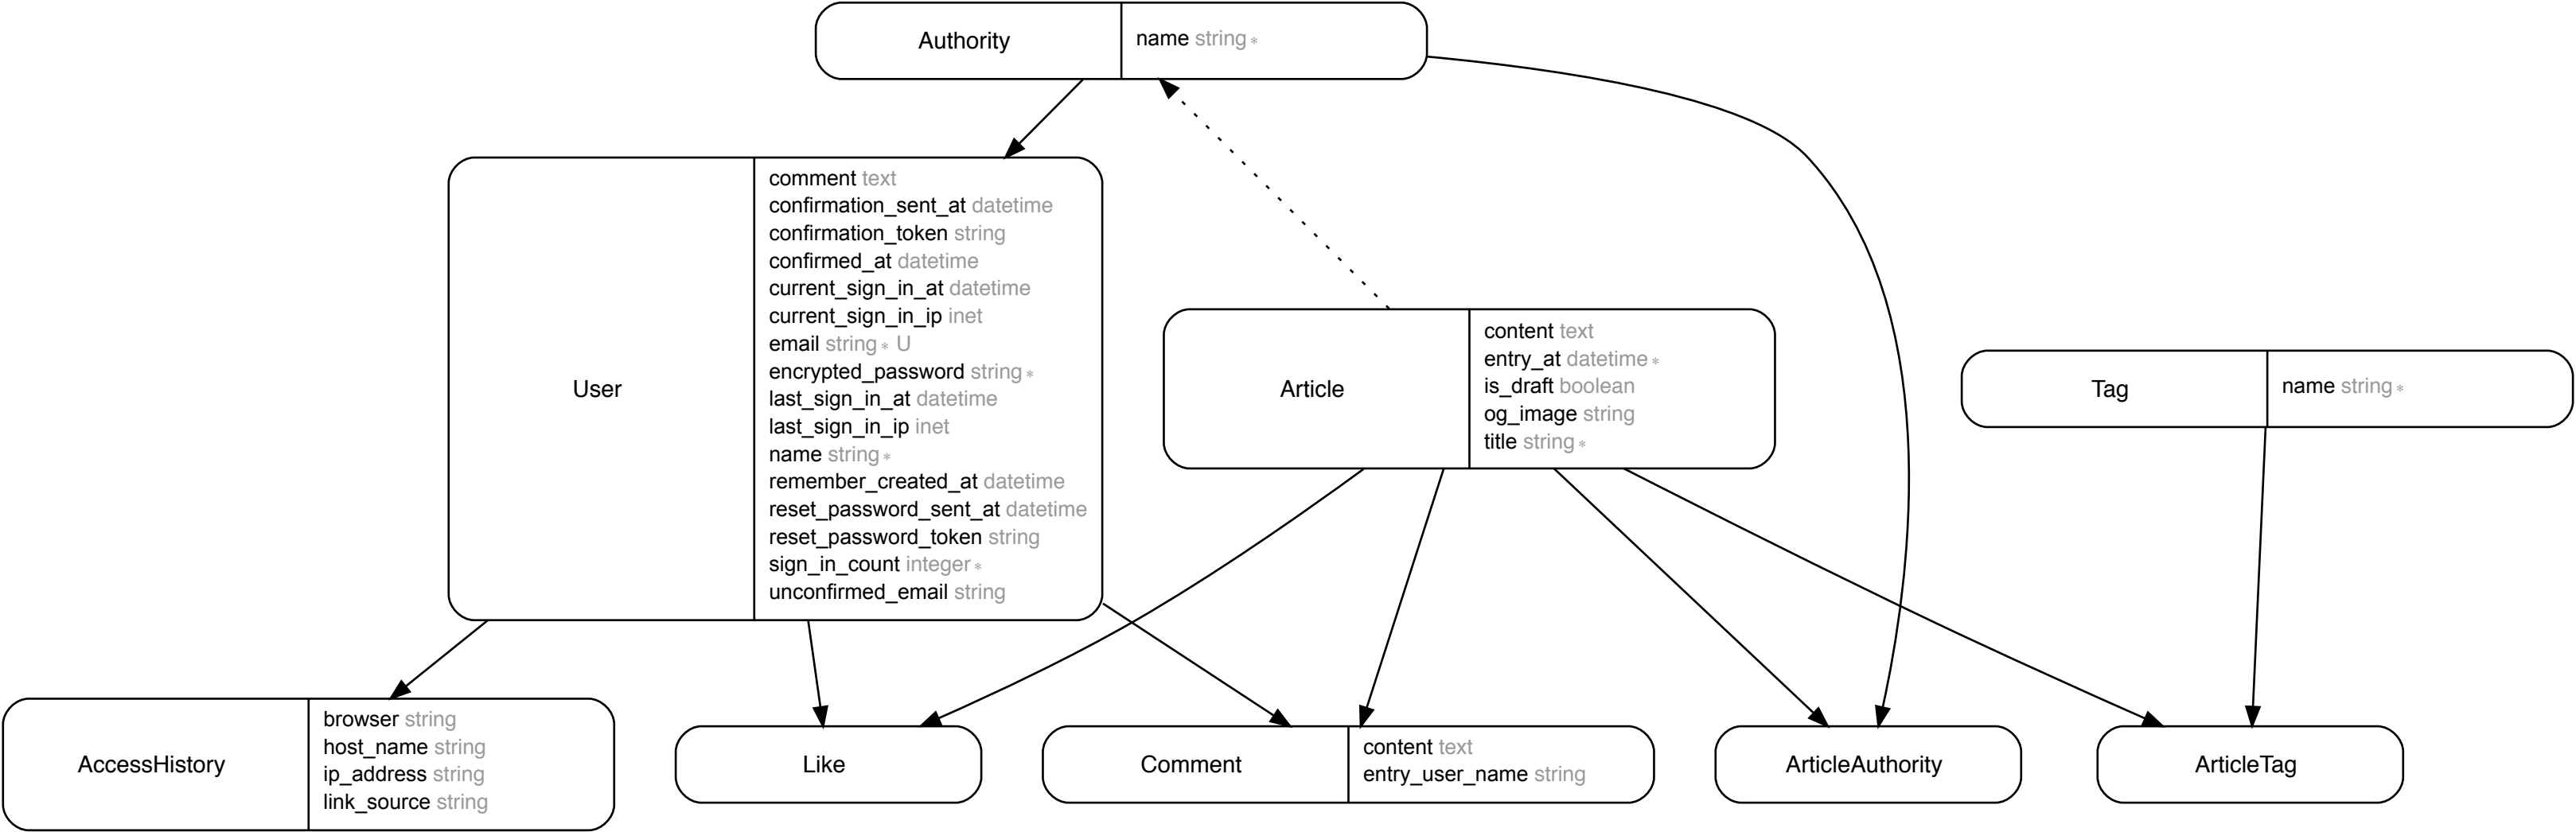 Authority
name string *
User
comment text
confirmation_sent_at datetime
confirmation_token string
confirmed_at datetime
current_sign_in_at datetime
current_sign_in_ip inet
email string * U
encrypted_password string *
last_sign_in_at datetime
last_sign_in_ip inet
name string *
remember_created_at datetime
reset_password_sent_at datetime
reset_password_token string
sign_in_count integer *
unconfirmed_email string
Article
content text
entry_at datetime *
is_draft boolean
og_image string
title string *
Tag
name string *
AccessHistory
browser string
host_name string
ip_address string
link_source string
Like
Comment
content text
entry_user_name string
ArticleAuthority
ArticleTag